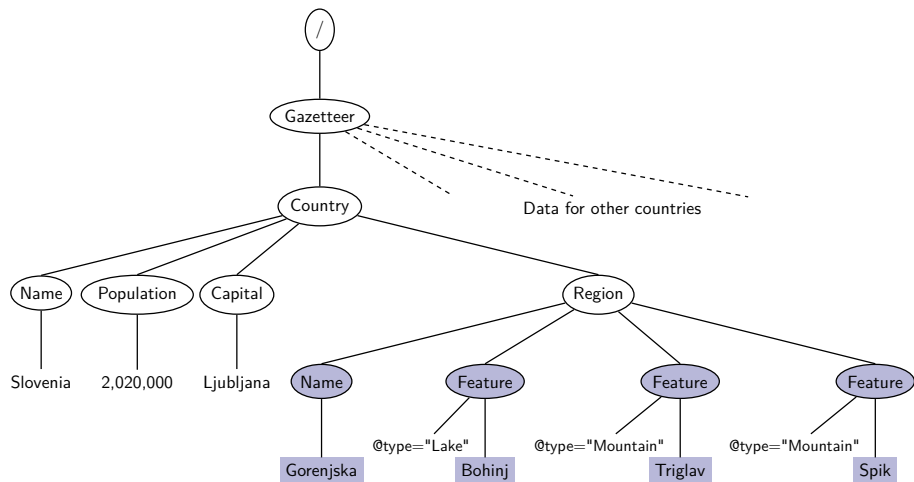 /
Gazetteer
Country
Data for other countries
Name Population Capital Region
Slovenia 2,020,000 Ljubljana Name Feature Feature Feature
@type="Lake" @type="Mountain" @type="Mountain"
Gorenjska Bohinj Triglav Spik